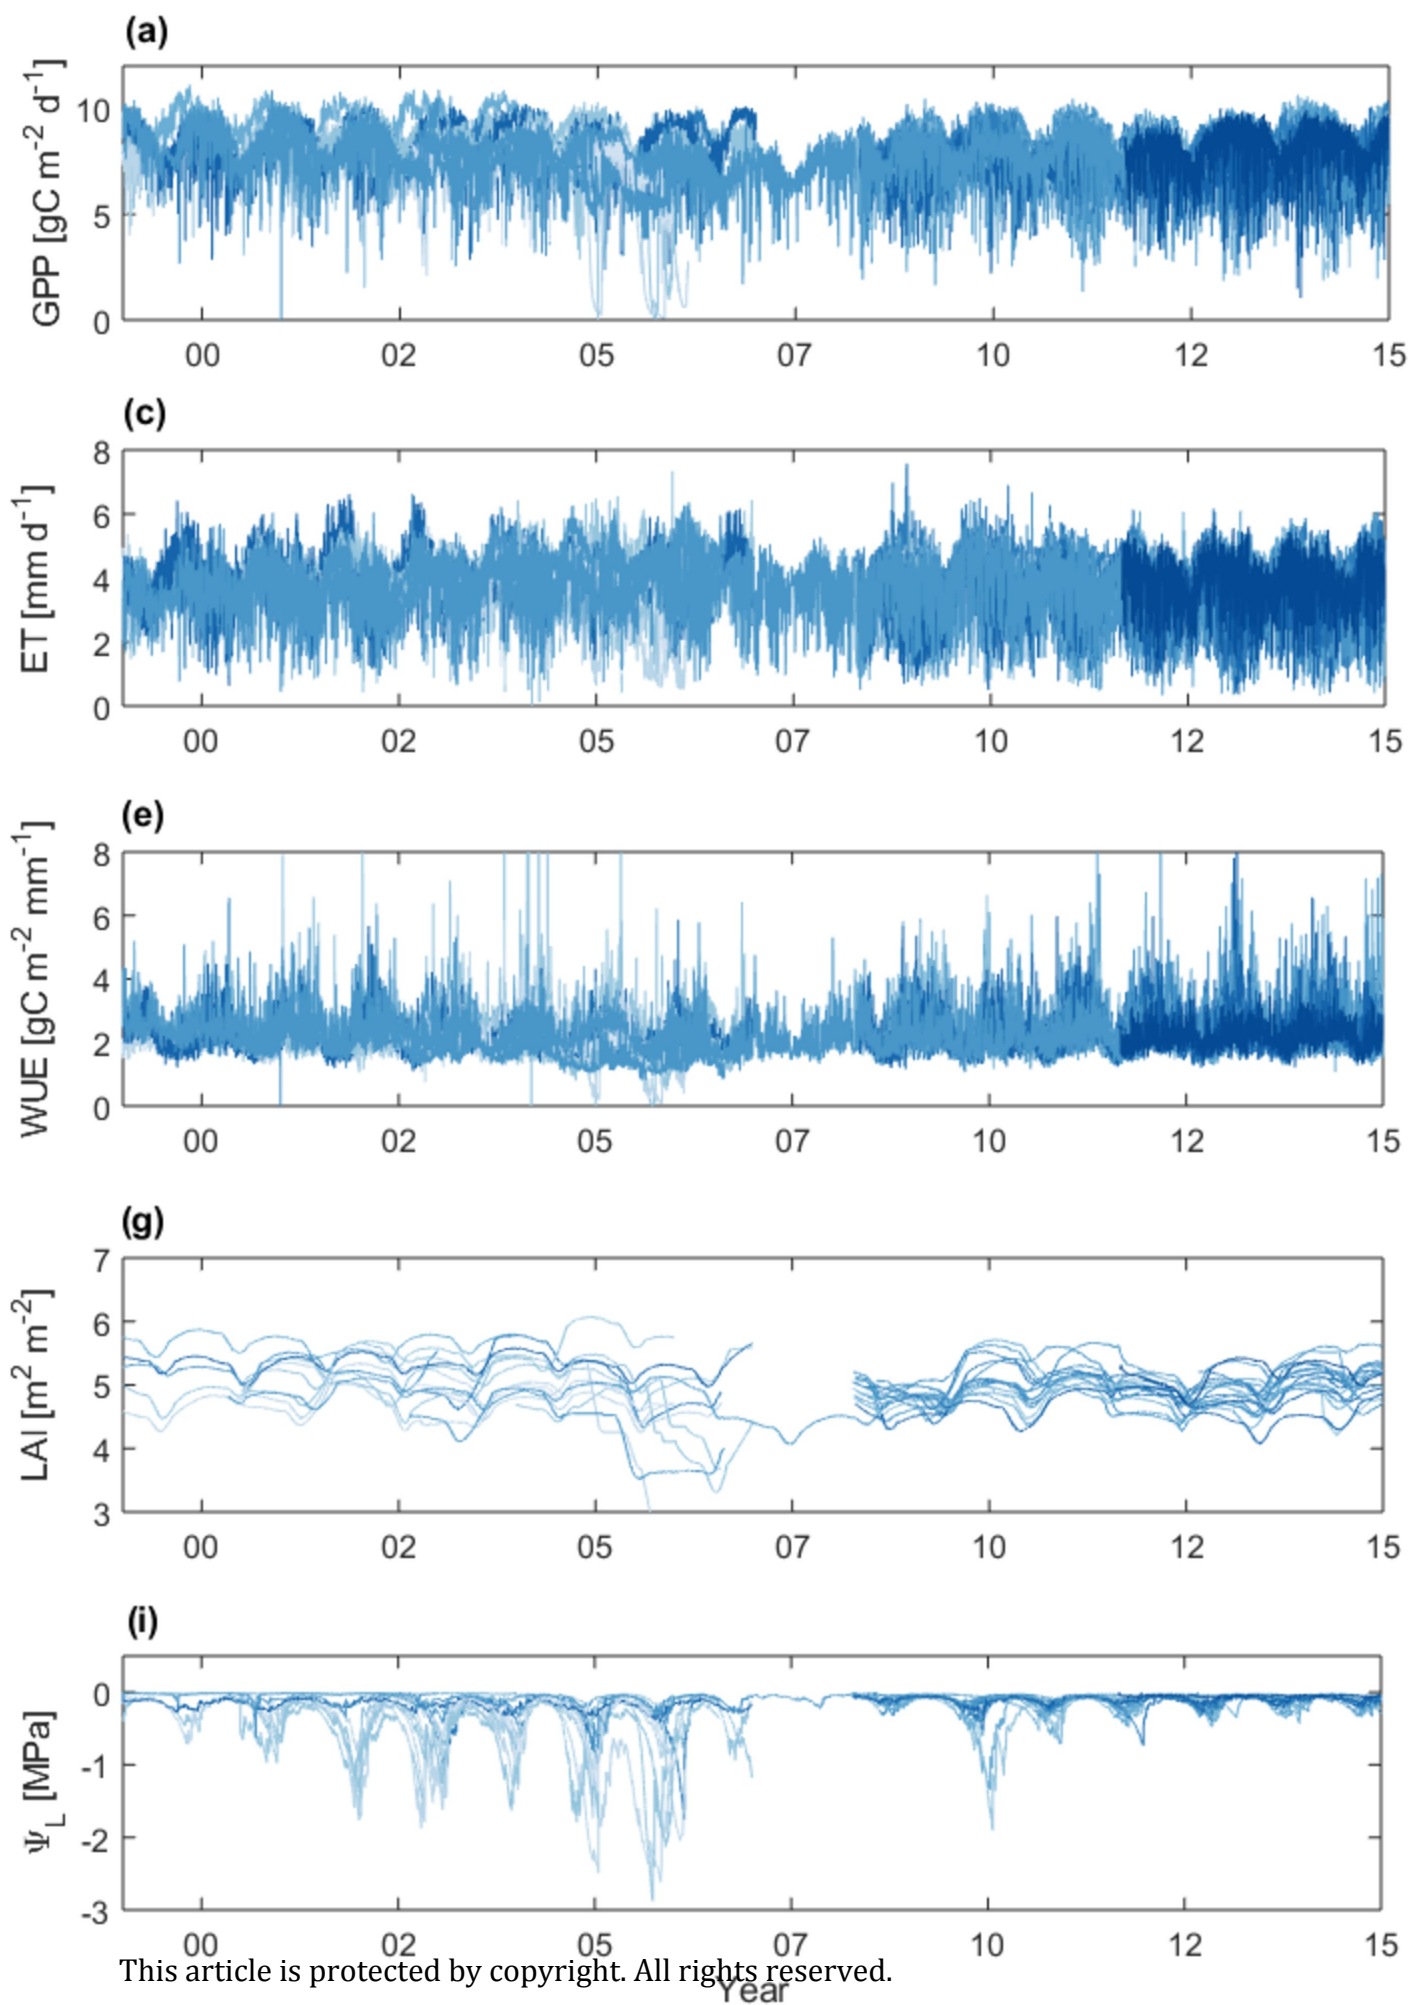 (a)
GPP [gC m-2 d-1]
10
5
0
00 02 05 07 10 12 15
(c)
ET [mm d-1]
8
6
4
2
0
00 02 05 07 10 12 15
(e)
WUE [gC m-2 mm-1]
8
6
4
2
0
00 02 05 07 10 12 15
(g)
LAI [m2 m-2]
7
6
5
4
3
00 02 05 07 10 12 15
(i)
ΨL [MPa]
0
-1
-2
-3
00 02 05 07 10 12 15
This article is protected by copyright. All rights reserved.
Year